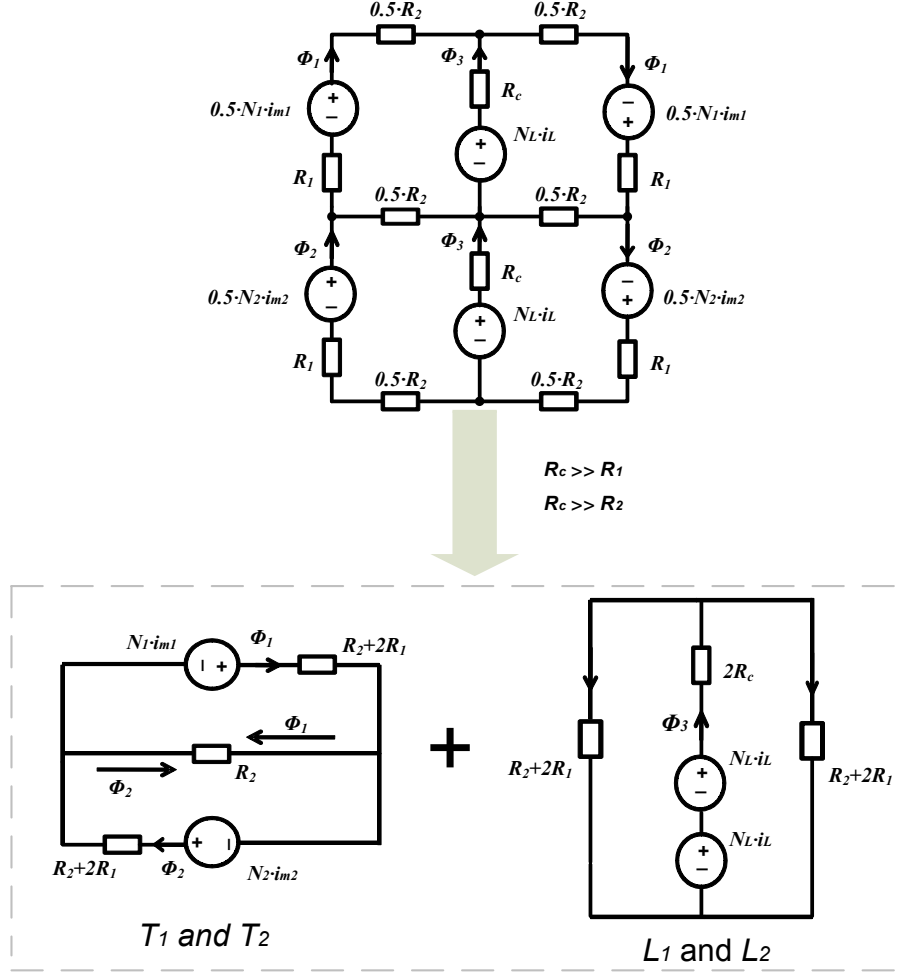 0.5·R2 0.5·R2
Φ1 Φ3 Φ1
Rc
0.5·N1·im1 + − + − NL·iL − + 0.5·N1·im1
R1 R1
0.5·R2 0.5·R2
Φ2 Φ3 Φ2
Rc
0.5·N2·im2 + − + − NL·iL − + 0.5·N2·im2
R1 R1
0.5·R2 0.5·R2
Rc >> R1
Rc >> R2
N1·im1 − + Φ1 R2+2R1
Φ1
R2
Φ2
R2+2R1 Φ2 + − N2·im2
T1 and T2
+
2Rc
Φ3
R2+2R1 R2+2R1
NL·iL + −
NL·iL + −
L1 and L2